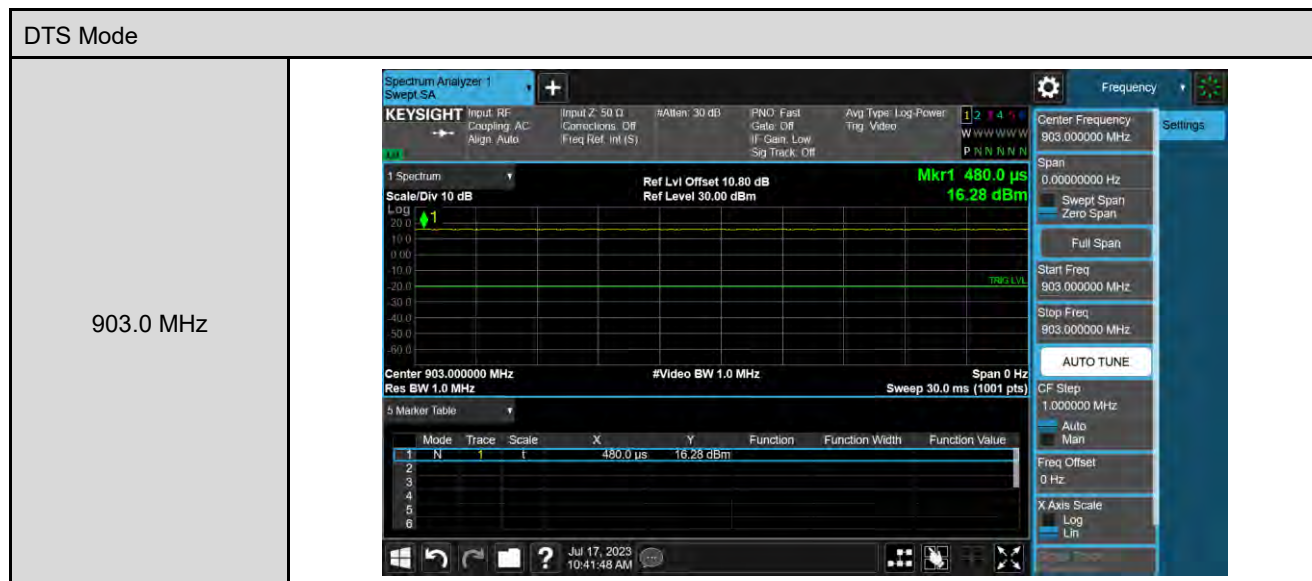 DTS Mode
903.0 MHz
Spectrum Analyzer 1
Swept SA
Frequency
KEYSIGHT
Input: RF
Coupling: AC
Align: Auto
Input Z: 50 Ω
Corrections: Off
Freq Ref: Int (S)
#Atten: 30 dB
PNO: Fast
Gate: Off
IF Gain: Low
Sig Track: Off
Avg Type: Log-Power
Trig: Video
1 2 3 4 5 6
W W W W W W
P N N N N N
1 Spectrum
Scale/Div 10 dB
Ref Lvl Offset 10.80 dB
Ref Level 30.00 dBm
Mkr1 480.0 µs
16.28 dBm
Log
1
20.0
10.0
0.00
-10.0
-20.0
-30.0
-40.0
-50.0
-60.0
TRIG LVL
Center 903.000000 MHz
#Video BW 1.0 MHz
Span 0 Hz
Res BW 1.0 MHz
Sweep 30.0 ms (1001 pts)
5 Marker Table
Mode Trace Scale X Y Function Function Width Function Value
1 N 1 t 480.0 µs 16.28 dBm
2
3
4
5
6
Jul 17, 2023
10:41:48 AM
Center Frequency
903.000000 MHz
Settings
Span
0.00000000 Hz
Swept Span
Zero Span
Full Span
Start Freq
903.000000 MHz
Stop Freq
903.000000 MHz
AUTO TUNE
CF Step
1.000000 MHz
Auto
Man
Freq Offset
0 Hz
X Axis Scale
Log
Lin